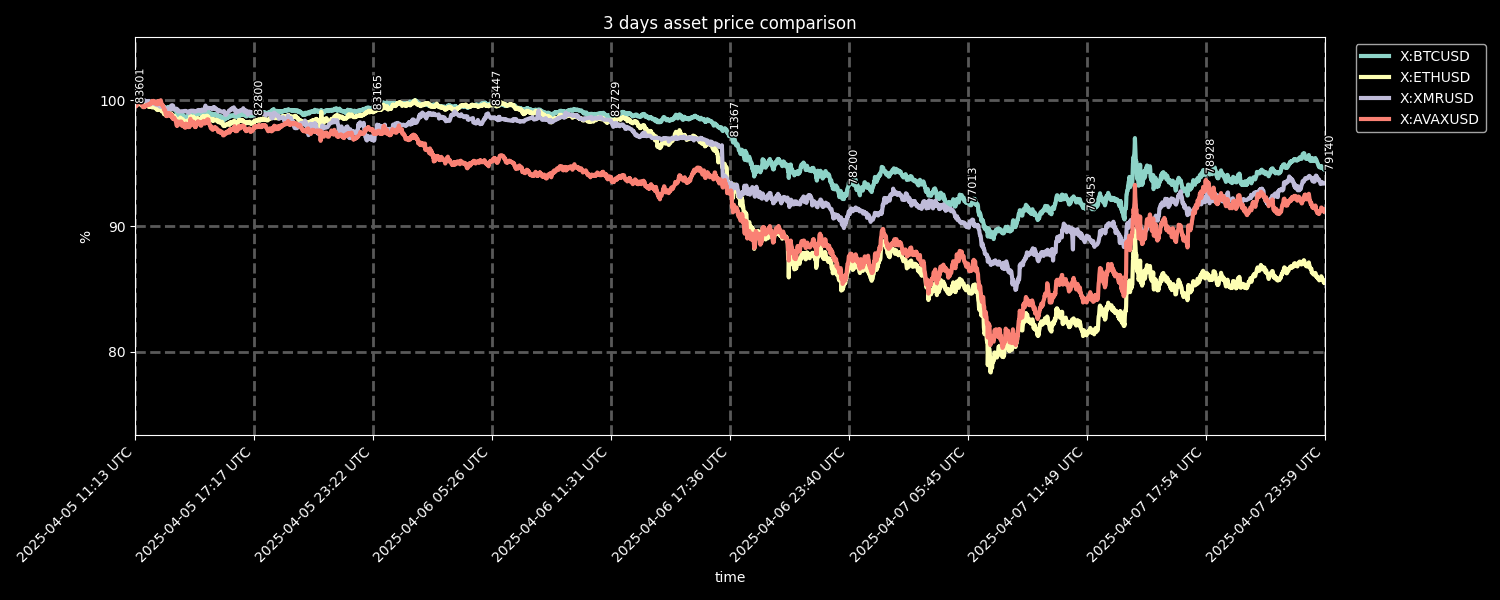 3 days asset price comparison
X:BTCUSD
X:ETHUSD
X:XMRUSD
X:AVAXUSD
100
90
80
%
83601
82800
83165
83447
82729
81367
78200
77013
76453
78928
79140
2025-04-05 11:13 UTC
2025-04-05 17:17 UTC
2025-04-05 23:22 UTC
2025-04-06 05:26 UTC
2025-04-06 11:31 UTC
2025-04-06 17:36 UTC
2025-04-06 23:40 UTC
2025-04-07 05:45 UTC
2025-04-07 11:49 UTC
2025-04-07 17:54 UTC
2025-04-07 23:59 UTC
time